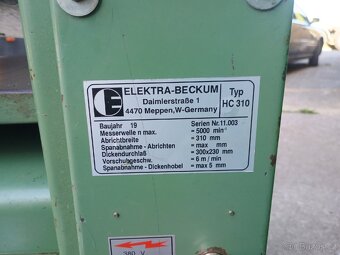 ELEKTRA-BECKUM
Daimlerstraße 1
4470 Meppen,W-Germany
Typ
HC 310
Baujahr 19 Serien Nr.11.003
Messerwelle n max. = 5000 min⁻¹
Abrichtbreite = 310 mm
Spanabnahme - Abrichten = max mm
Dickendurchlaß = 300x230 mm
Vorschubgeschw. = 6 m/min
Spanabnahme - Dickenhobel = max 5 mm
380 V